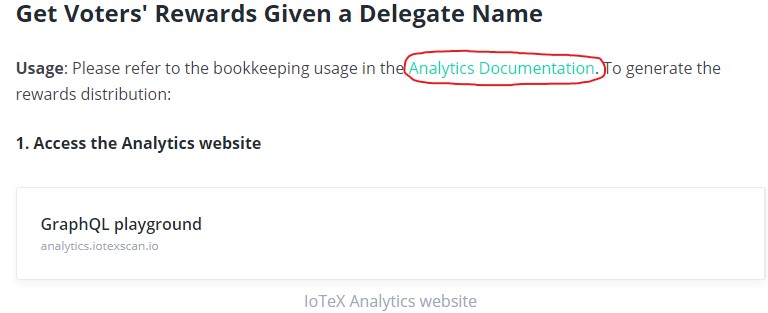 Get Voters' Rewards Given a Delegate Name
Usage: Please refer to the bookkeeping usage in the Analytics Documentation. To generate the
rewards distribution:
1. Access the Analytics website
GraphQL playground
analytics.iotexscan.io
IoTeX Analytics website